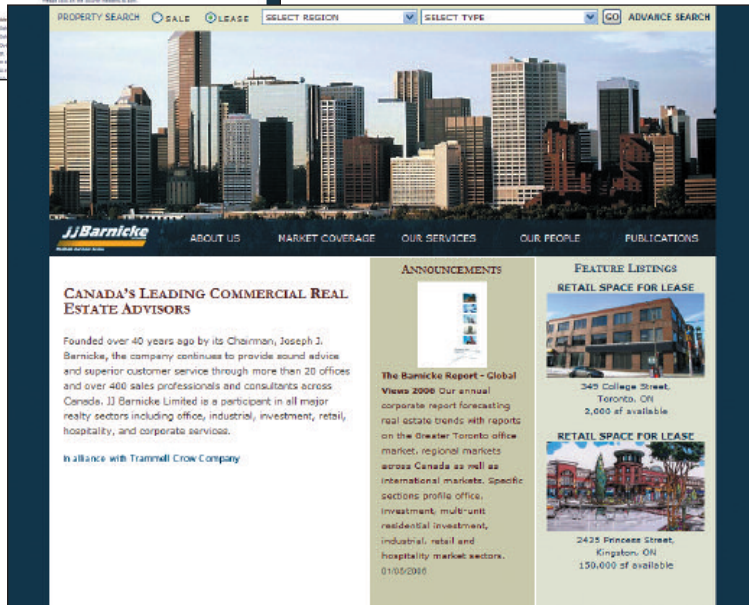 PROPERTY SEARCH SALE LEASE SELECT REGION SELECT TYPE GO ADVANCE SEARCH
JJBarnicke
ABOUT US MARKET COVERAGE OUR SERVICES OUR PEOPLE PUBLICATIONS
CANADA'S LEADING COMMERCIAL REAL
ESTATE ADVISORS
Founded over 40 years ago by its Chairman, Joseph J.
Barnicke, the company continues to provide sound advice
and superior customer service through more than 20 offices
and over 400 sales professionals and consultants across
Canada. JJ Barnicke Limited is a participant in all major
realty sectors including office, industrial, investment, retail,
hospitality, and corporate services.
In alliance with Trammell Crow Company
ANNOUNCEMENTS
The Barnicke Report - Global
Views 2006 Our annual
corporate report forecasting
real estate trends with reports
on the Greater Toronto office
market, regional markets
across Canada as well as
international markets. Specific
sections profile office,
investment, multi-unit
residential investment,
industrial, retail and
hospitality market sectors.
01/05/2006
FEATURE LISTINGS
RETAIL SPACE FOR LEASE
349 College Street,
Toronto, ON
2,000 sf available
RETAIL SPACE FOR LEASE
2435 Princess Street,
Kingston, ON
150,000 sf available